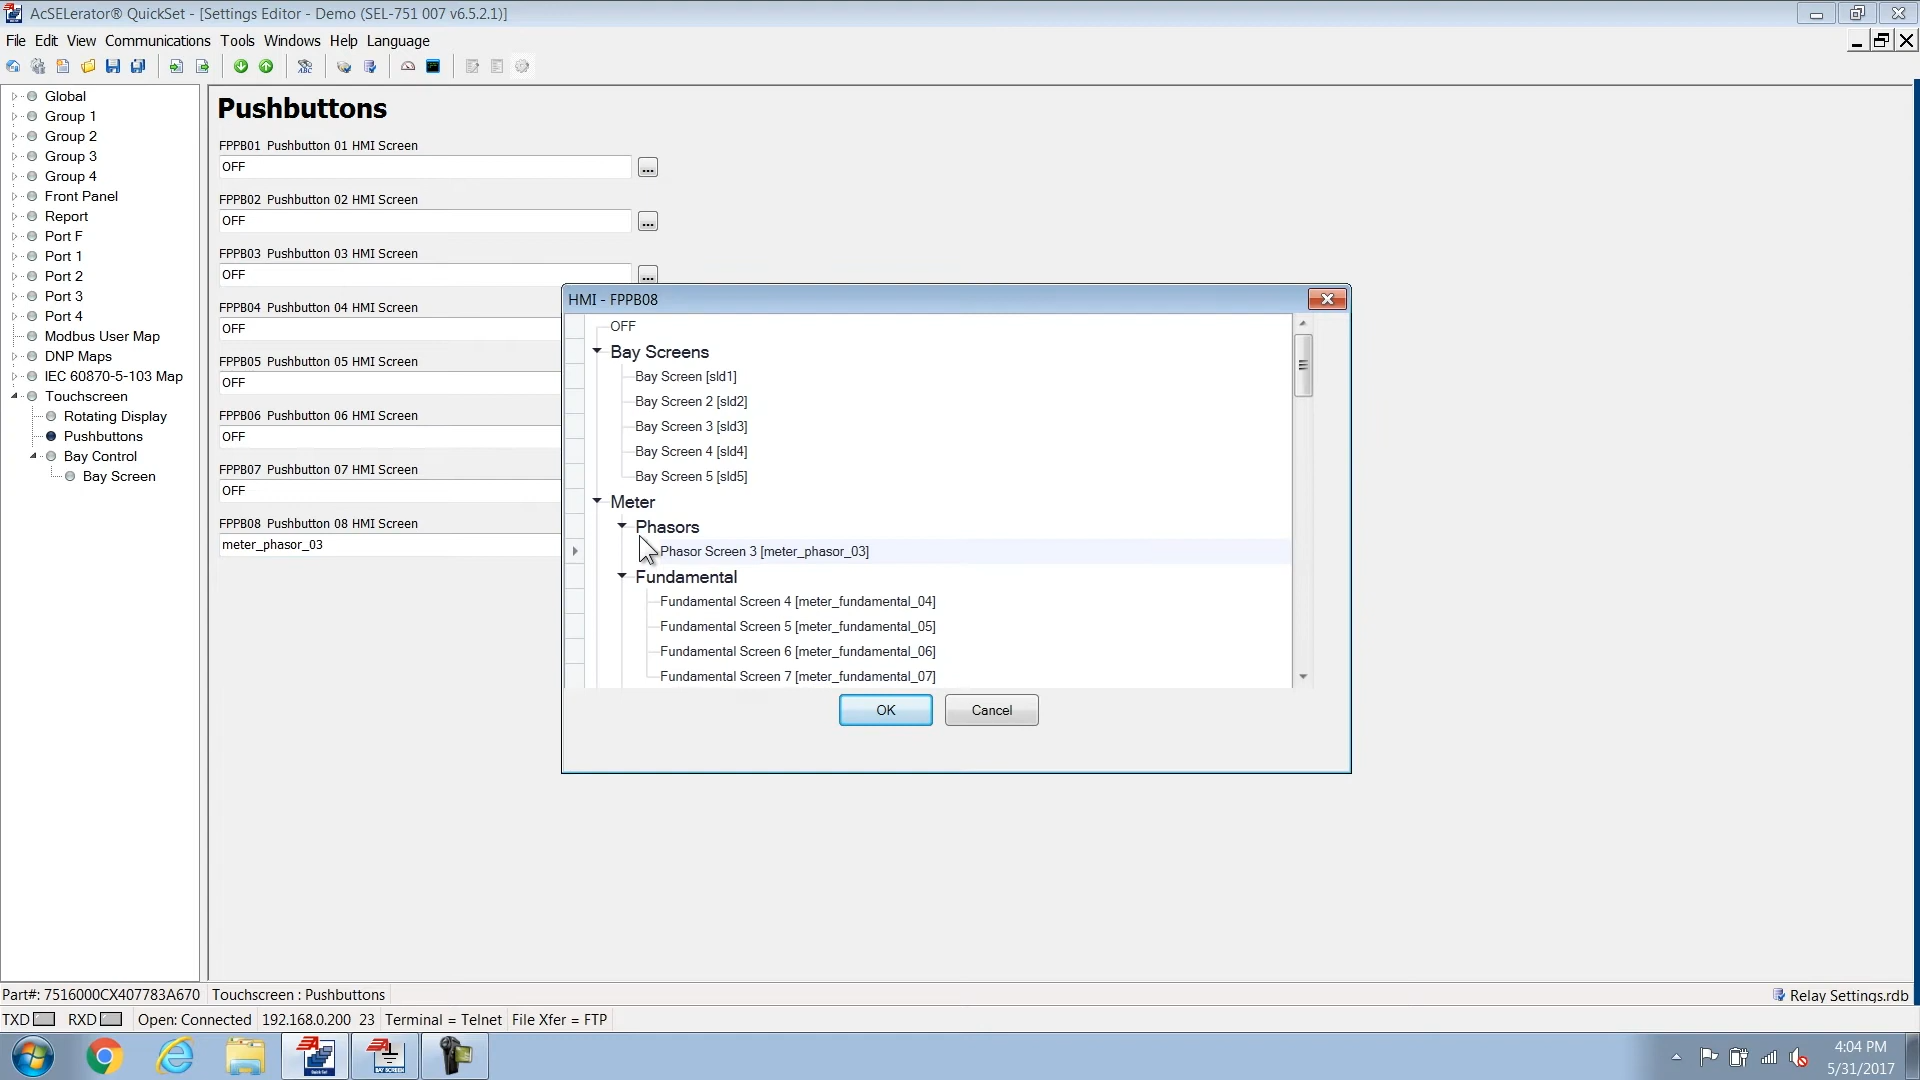 AcSELerator® QuickSet - [Settings Editor - Demo (SEL-751 007 v6.5.2.1)]
File Edit View Communications Tools Windows Help Language
Global
Group 1
Group 2
Group 3
Group 4
Front Panel
Report
Port F
Port 1
Port 2
Port 3
Port 4
Modbus User Map
DNP Maps
IEC 60870-5-103 Map
Touchscreen
Rotating Display
Pushbuttons
Bay Control
Bay Screen
Pushbuttons
FPPB01 Pushbutton 01 HMI Screen
OFF
...
FPPB02 Pushbutton 02 HMI Screen
OFF
...
FPPB03 Pushbutton 03 HMI Screen
OFF
...
FPPB04 Pushbutton 04 HMI Screen
OFF
FPPB05 Pushbutton 05 HMI Screen
OFF
FPPB06 Pushbutton 06 HMI Screen
OFF
FPPB07 Pushbutton 07 HMI Screen
OFF
FPPB08 Pushbutton 08 HMI Screen
meter_phasor_03
HMI - FPPB08
OFF
Bay Screens
Bay Screen [sld1]
Bay Screen 2 [sld2]
Bay Screen 3 [sld3]
Bay Screen 4 [sld4]
Bay Screen 5 [sld5]
Meter
Phasors
Phasor Screen 3 [meter_phasor_03]
Fundamental
Fundamental Screen 4 [meter_fundamental_04]
Fundamental Screen 5 [meter_fundamental_05]
Fundamental Screen 6 [meter_fundamental_06]
Fundamental Screen 7 [meter_fundamental_07]
OK Cancel
Part#: 7516000CX407783A670 Touchscreen : Pushbuttons Relay Settings.rdb
TXD RXD Open: Connected 192.168.0.200 23 Terminal = Telnet File Xfer = FTP
4:04 PM
5/31/2017